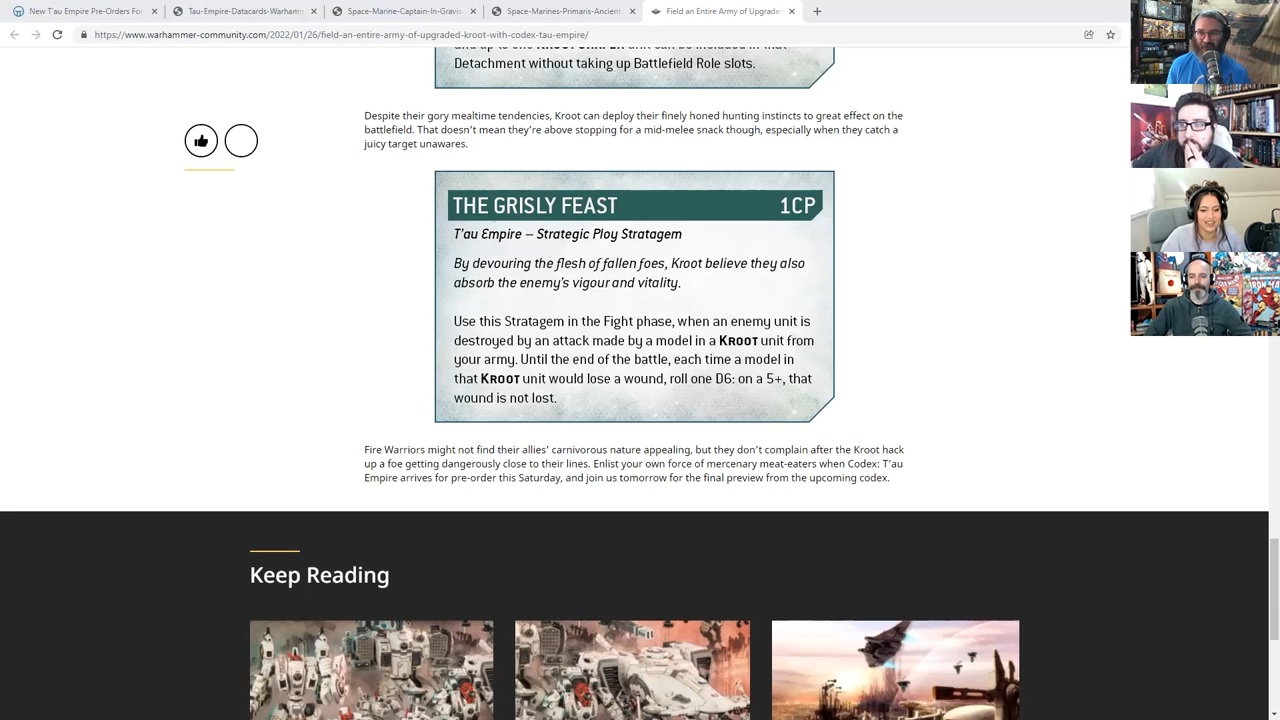 New T'au Empire Pre-Orders For
Tau-Empire-Datacards-Warhamm
Space-Marine-Captain-In-Gravis
Space-Marines-Primaris-Ancient
Field an Entire Army of Upgraded
https://www.warhammer-community.com/2022/01/26/field-an-entire-army-of-upgraded-kroot-with-codex-tau-empire/
Detachment without taking up Battlefield Role slots.
Despite their gory mealtime tendencies, Kroot can deploy their finely honed hunting instincts to great effect on the
battlefield. That doesn't mean they're above stopping for a mid-melee snack though, especially when they catch a
juicy target unawares.
THE GRISLY FEAST 1CP
T'au Empire – Strategic Ploy Stratagem
By devouring the flesh of fallen foes, Kroot believe they also
absorb the enemy's vigour and vitality.
Use this Stratagem in the Fight phase, when an enemy unit is
destroyed by an attack made by a model in a KROOT unit from
your army. Until the end of the battle, each time a model in
that KROOT unit would lose a wound, roll one D6: on a 5+, that
wound is not lost.
Fire Warriors might not find their allies' carnivorous nature appealing, but they don't complain after the Kroot hack
up a foe getting dangerously close to their lines. Enlist your own force of mercenary meat-eaters when Codex: T'au
Empire arrives for pre-order this Saturday, and join us tomorrow for the final preview from the upcoming codex.
Keep Reading